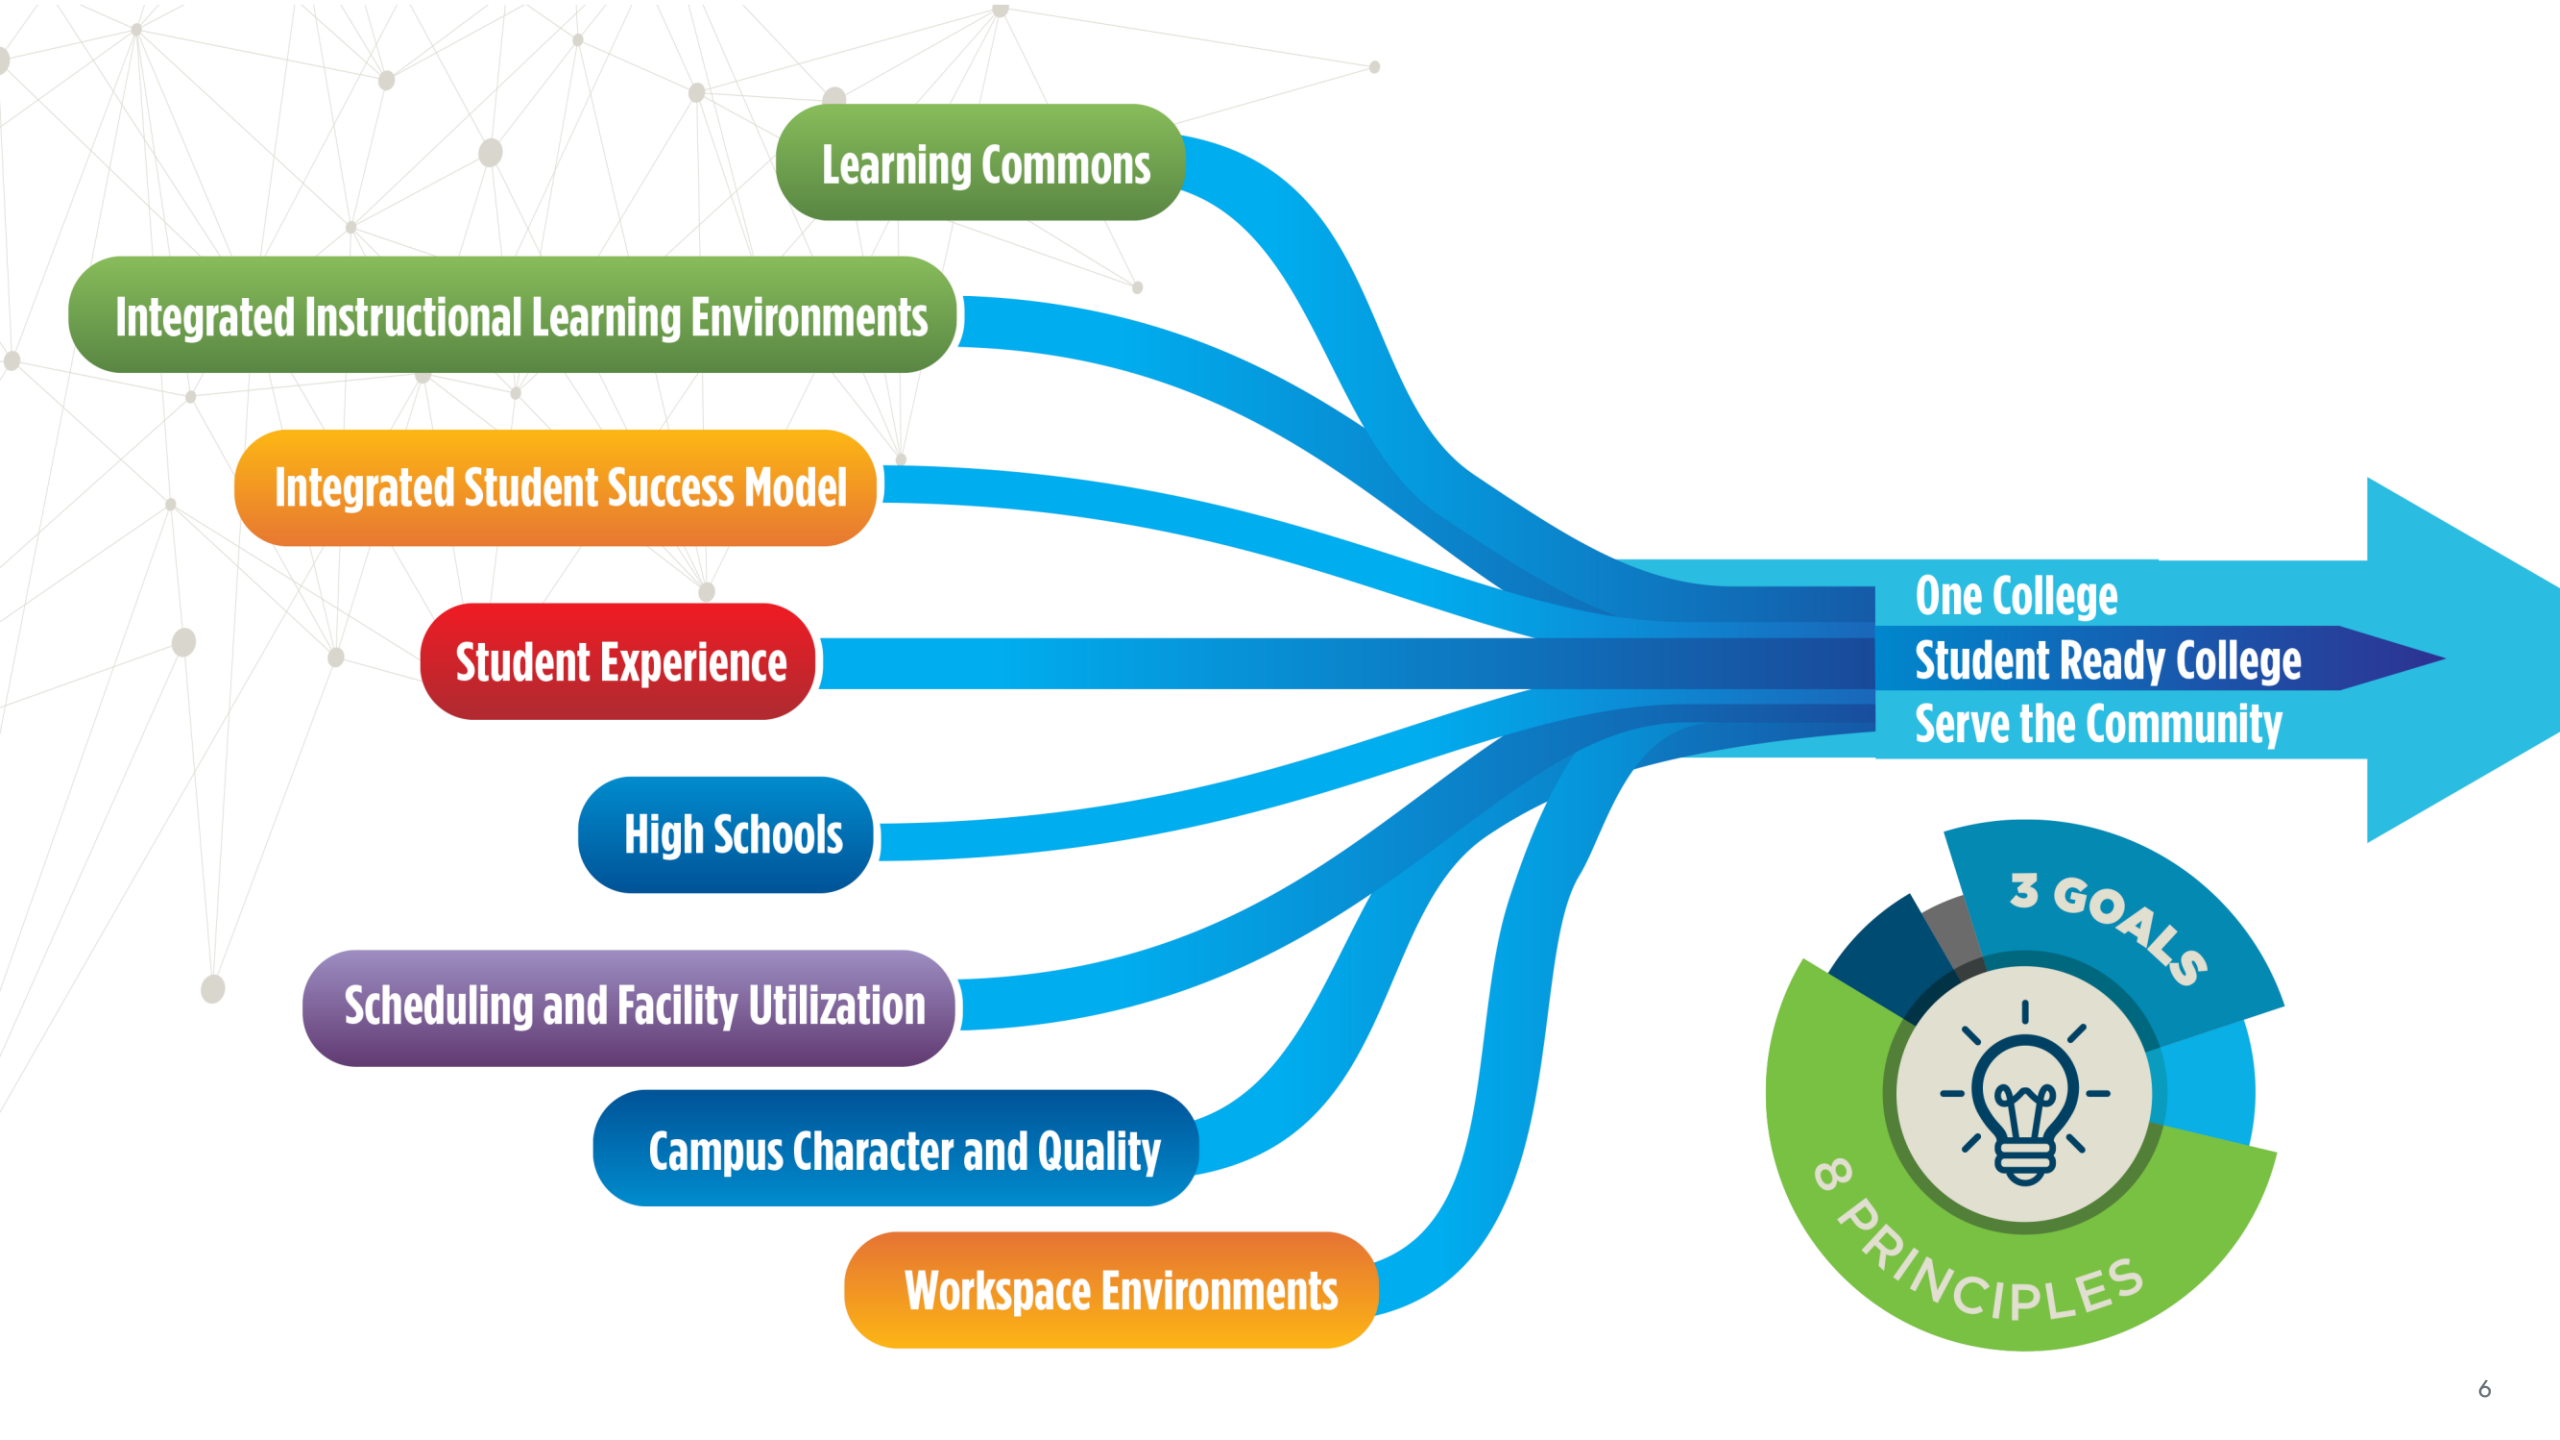 Learning Commons
Integrated Instructional Learning Environments
Integrated Student Success Model
Student Experience
High Schools
Scheduling and Facility Utilization
Campus Character and Quality
Workspace Environments
One College
Student Ready College
Serve the Community
3 GOALS
8 PRINCIPLES
6